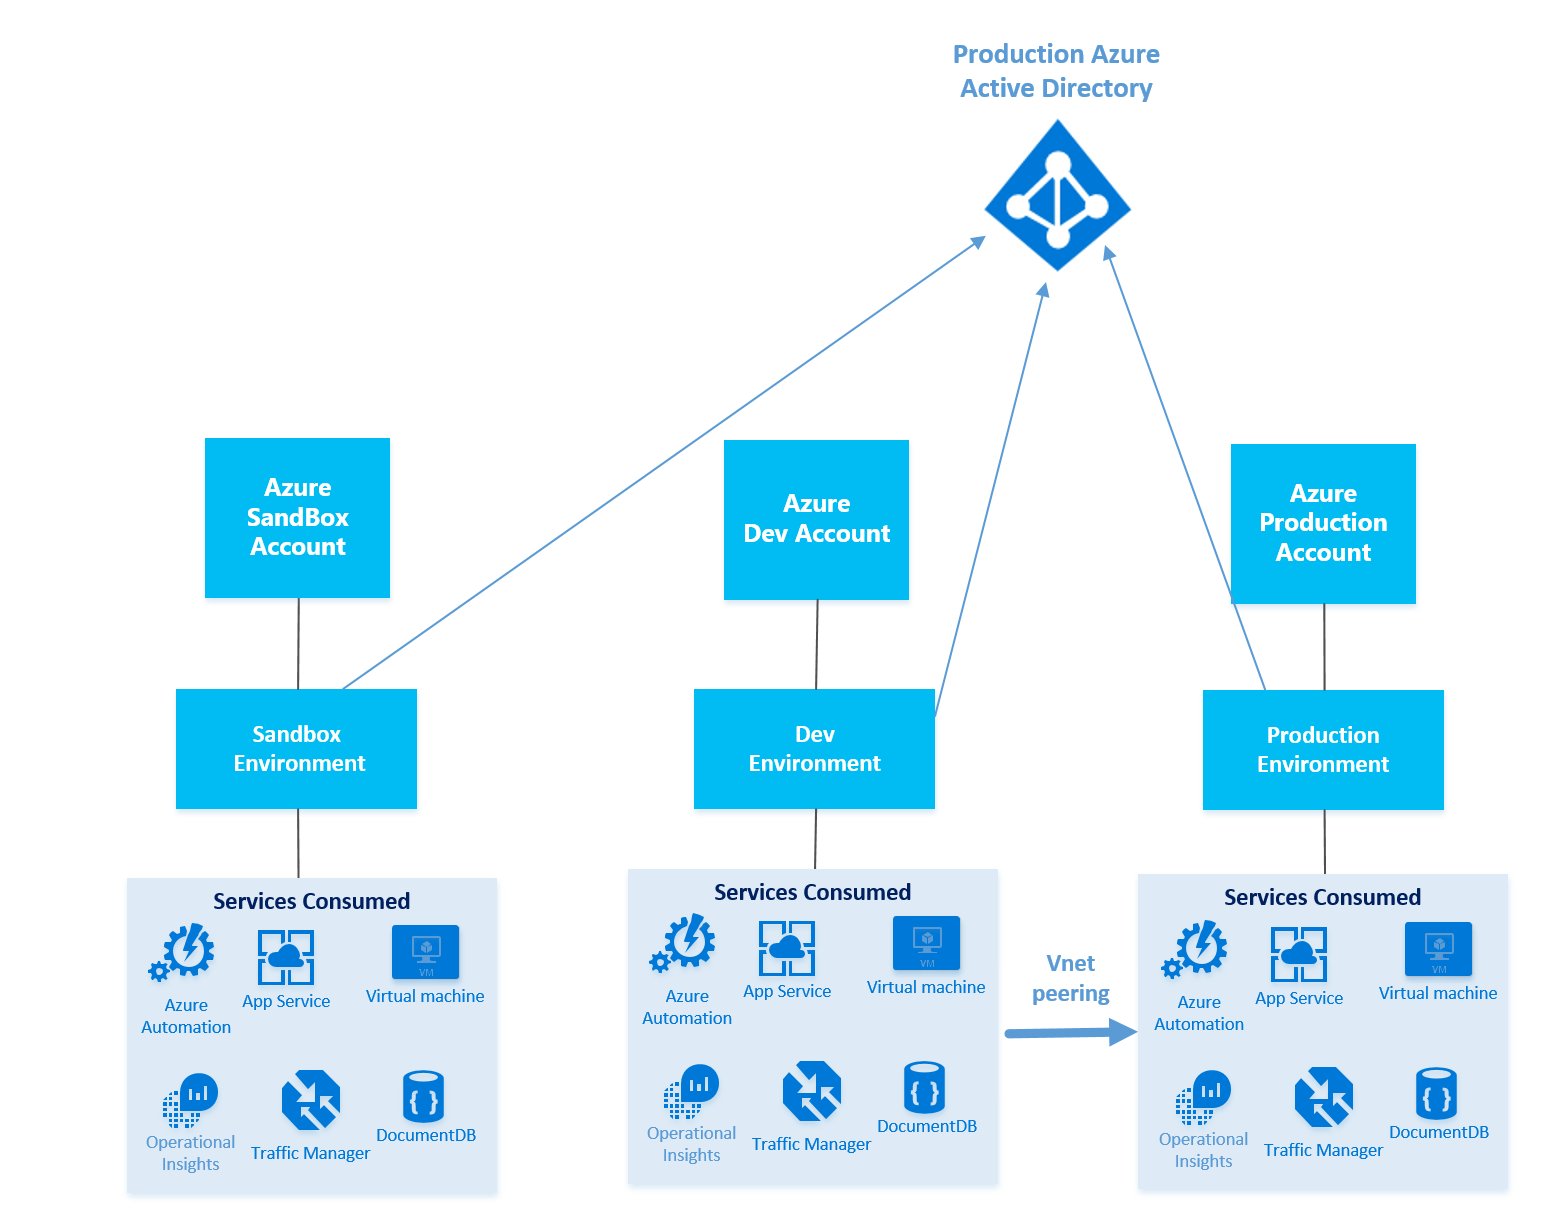 Production Azure
Active Directory
Azure
SandBox
Account
Azure
Dev Account
Azure
Production
Account
Sandbox
Environment
Dev
Environment
Production
Environment
Services Consumed
Azure
Automation
App Service
VM
Virtual machine
Operational
Insights
Traffic Manager
DocumentDB
Services Consumed
Azure
Automation
App Service
VM
Virtual machine
Operational
Insights
Traffic Manager
DocumentDB
Vnet
peering
Services Consumed
Azure
Automation
App Service
VM
Virtual machine
Operational
Insights
Traffic Manager
DocumentDB